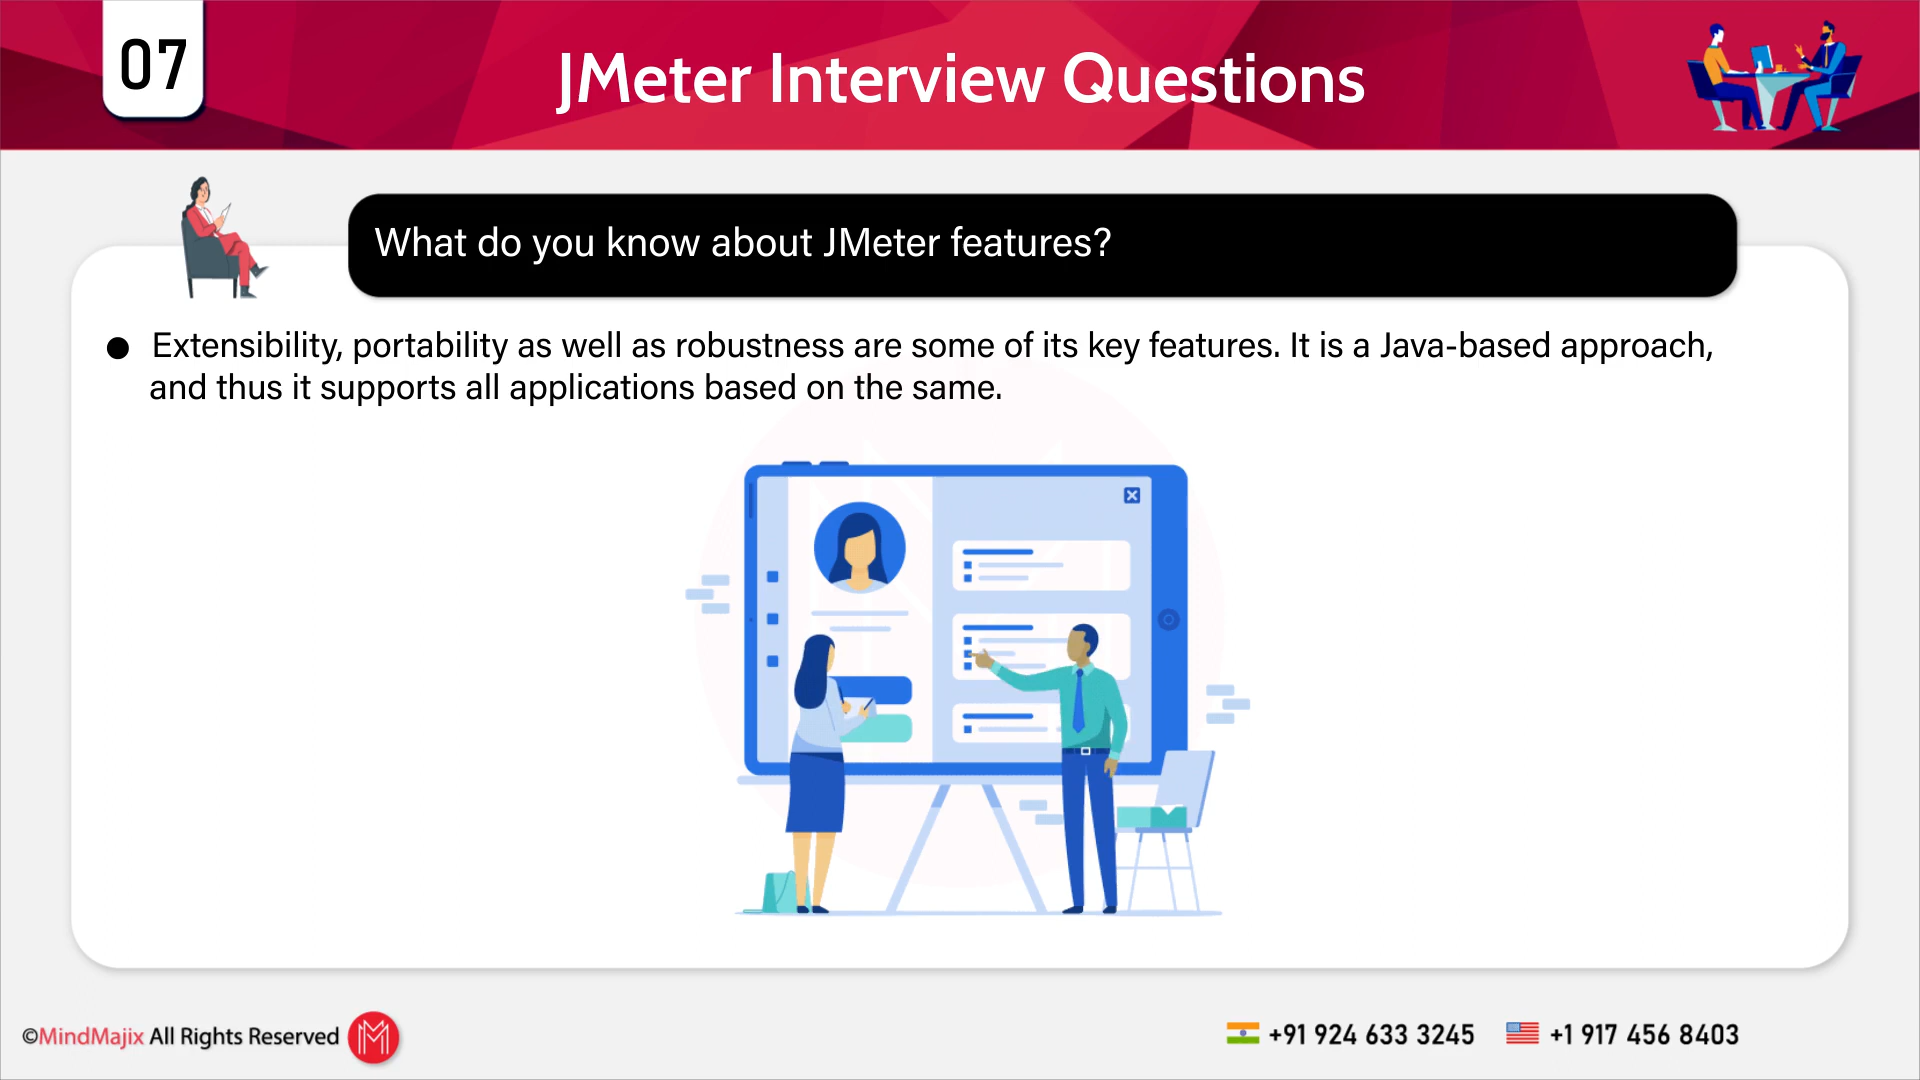 07
JMeter Interview Questions
What do you know about JMeter features?
● Extensibility, portability as well as robustness are some of its key features. It is a Java-based approach,
and thus it supports all applications based on the same.
©MindMajix All Rights Reserved
+91 924 633 3245
+1 917 456 8403